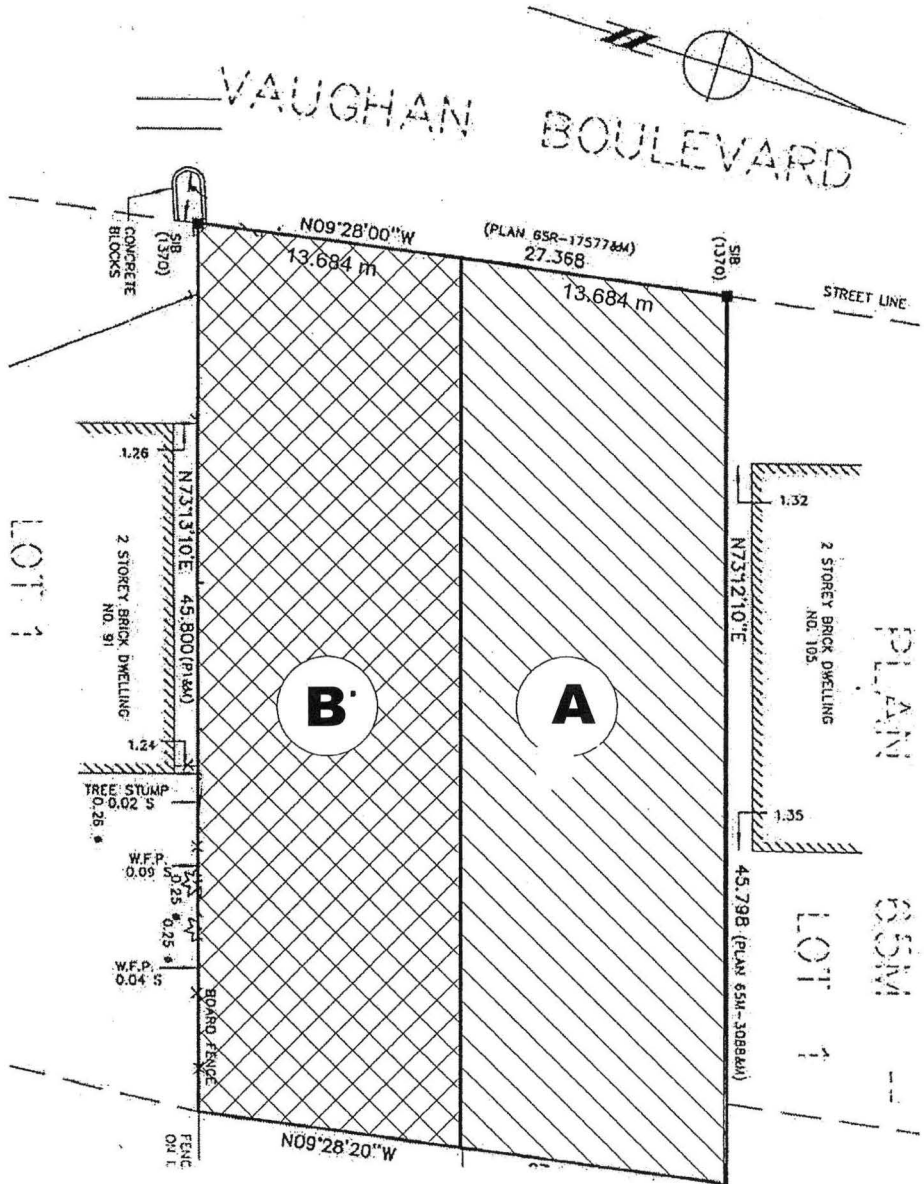 VAUGHAN BOULEVARD
N09°28'00"W
13.684 m
(PLAN 65R-17577&M)
27.368
13.684 m
SIB
(1370)
CONCRETE
BLOCKS
SIB
(1370)
STREET LINE
1.26
N73°13'10"E 45.800 (P1&M)
2 STOREY BRICK DWELLING
NO. 91
LOT 1
1.24
1.32
N73°12'10"E
2 STOREY BRICK DWELLING
NO. 105
1.35
45.798 (PLAN 65M-3088&M)
PLAN 65M
LOT 1
B
A
TREE STUMP
0.02 S
0.26 ø
W.F.P.
0.09 S
0.25 ø
0.25 ø
W.F.P.
0.04 S
BOARD FENCE
N09°28'20"W
FENC